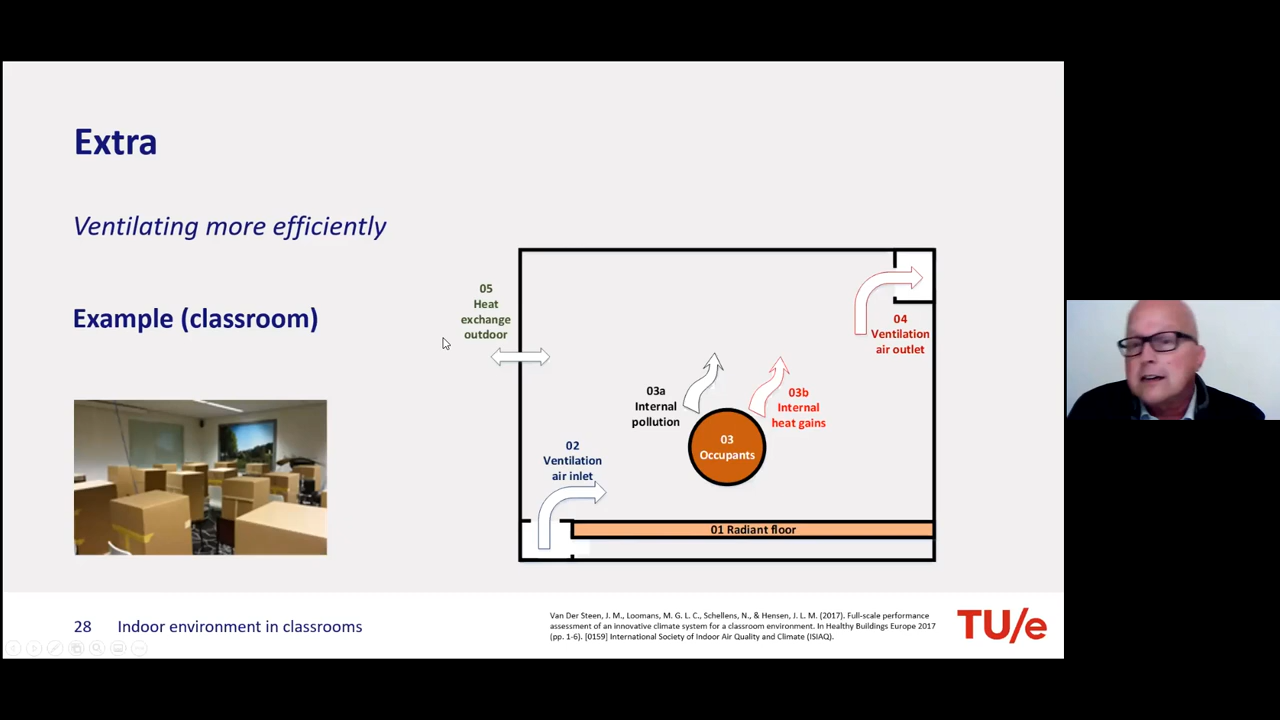 Extra
Ventilating more efficiently
Example (classroom)
05
Heat
exchange
outdoor
04
Ventilation
air outlet
03a
Internal
pollution
03b
Internal
heat gains
03
Occupants
02
Ventilation
air inlet
01 Radiant floor
28 Indoor environment in classrooms
Van Der Steen, J. M., Loomans, M. G. L. C., Schellens, N., & Hensen, J. L. M. (2017). Full-scale performance
assessment of an innovative climate system for a classroom environment. In Healthy Buildings Europe 2017
(pp. 1-6). [0159] International Society of Indoor Air Quality and Climate (ISIAQ).
TU/e